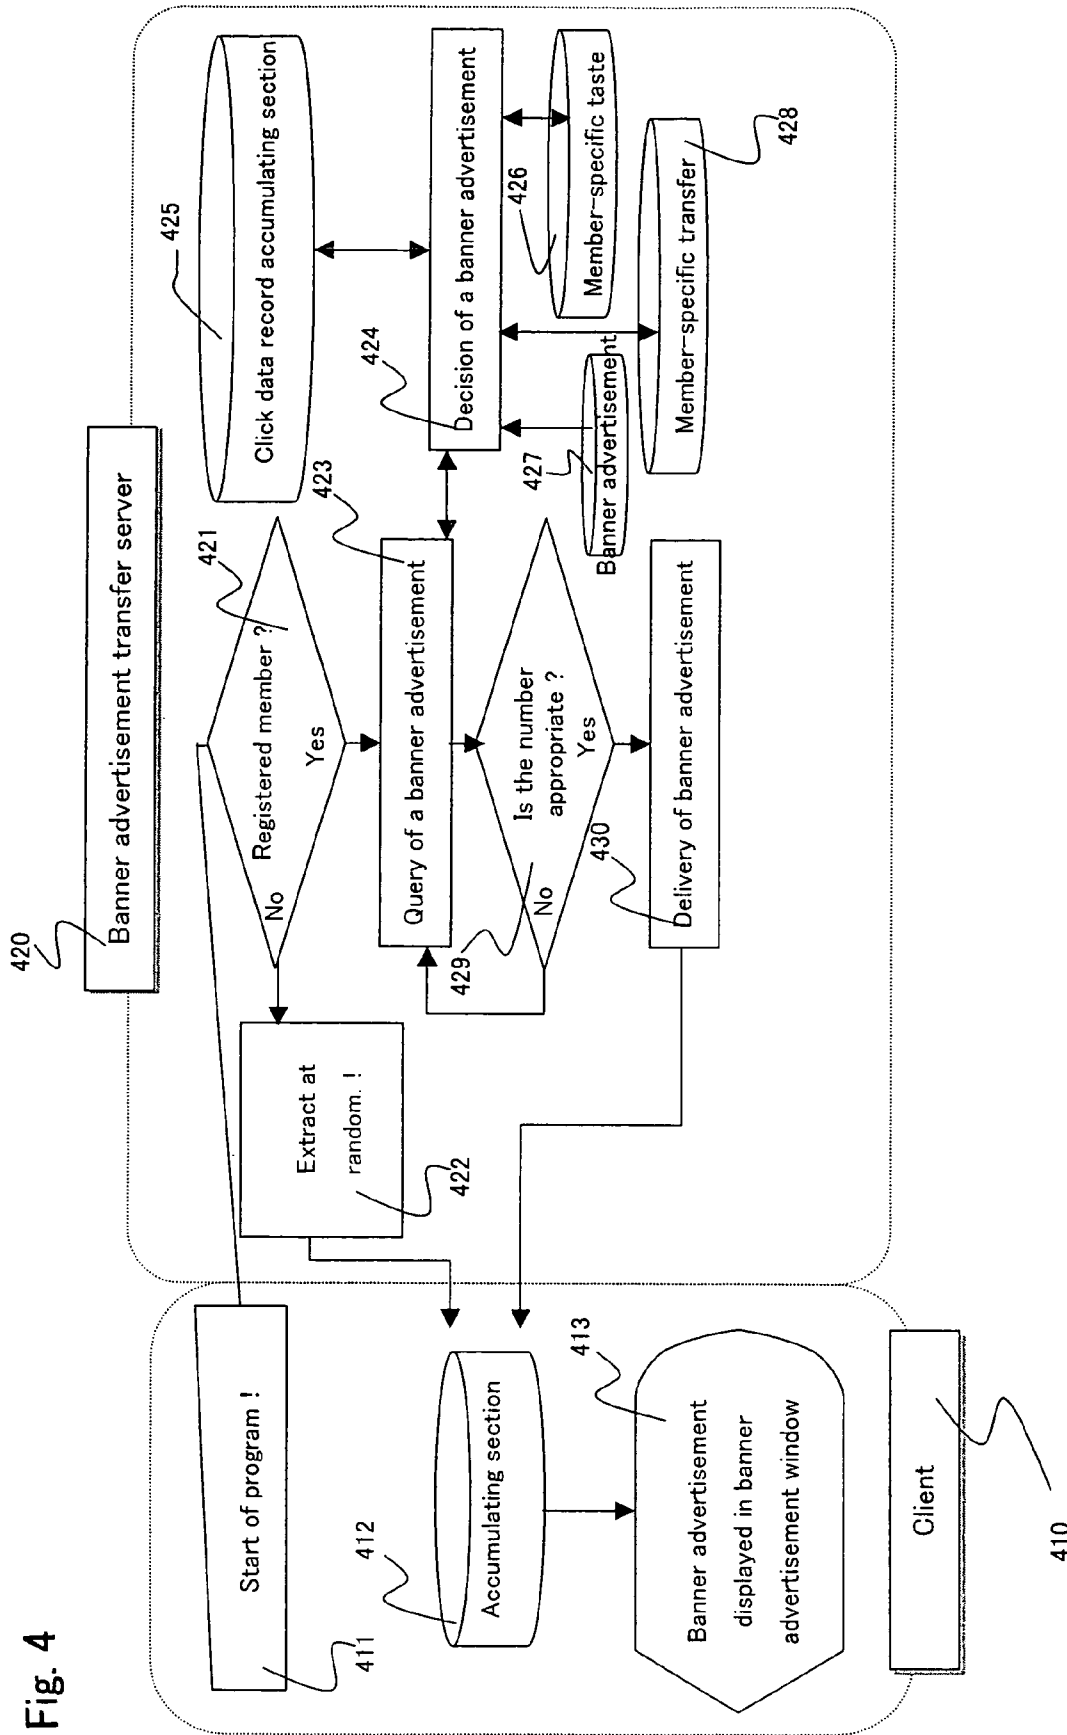 Fig. 4
420
Banner advertisement transfer server
Start of program !
411
421
Registered member ?
No
Yes
425
Click data record accumulating section
Extract at
random. !
422
423
Query of a banner advertisement
424
Decision of a banner advertisement
412
Accumulating section
429
Is the number
appropriate ?
No
Yes
427
Banner advertisement
426
Member-specific taste
428
Member-specific transfer
430
Delivery of banner advertisement
413
Banner advertisement
displayed in banner
advertisement window
Client
410